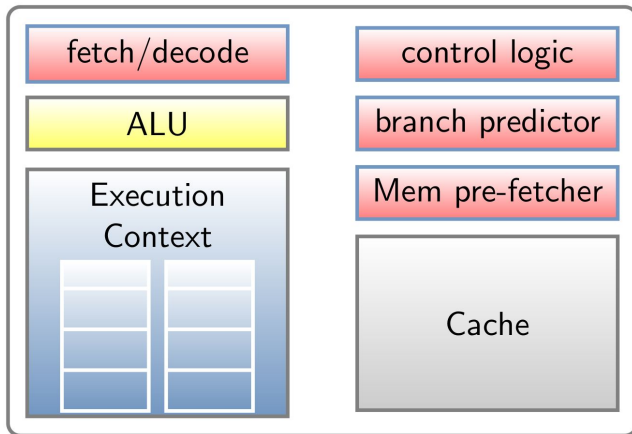 fetch/decode
ALU
Execution
Context
control logic
branch predictor
Mem pre-fetcher
Cache